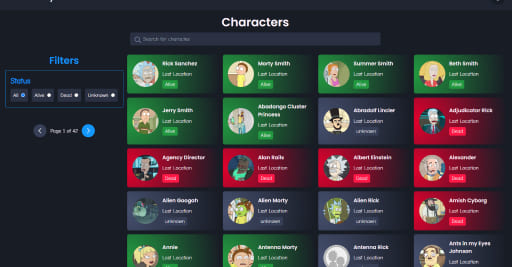 Characters
Search for character
Filters
Status
All
Alive
Dead
Unknown
Page 1 of 42
Rick Sanchez
Last Location
Alive
Morty Smith
Last Location
Alive
Summer Smith
Last Location
Alive
Beth Smith
Last Location
Alive
Jerry Smith
Last Location
Alive
Abadango Cluster
Princess
Last Location
Alive
Abradolf Lincler
Last Location
unknown
Adjudicator Rick
Last Location
Dead
Agency Director
Last Location
Dead
Alan Rails
Last Location
Dead
Albert Einstein
Last Location
Dead
Alexander
Last Location
Dead
Alien Googah
Last Location
unknown
Alien Morty
Last Location
unknown
Alien Rick
Last Location
unknown
Amish Cyborg
Last Location
Dead
Annie
Last Location
Antenna Morty
Last Location
Antenna Rick
Last Location
Ants in my Eyes
Johnson
Last Location